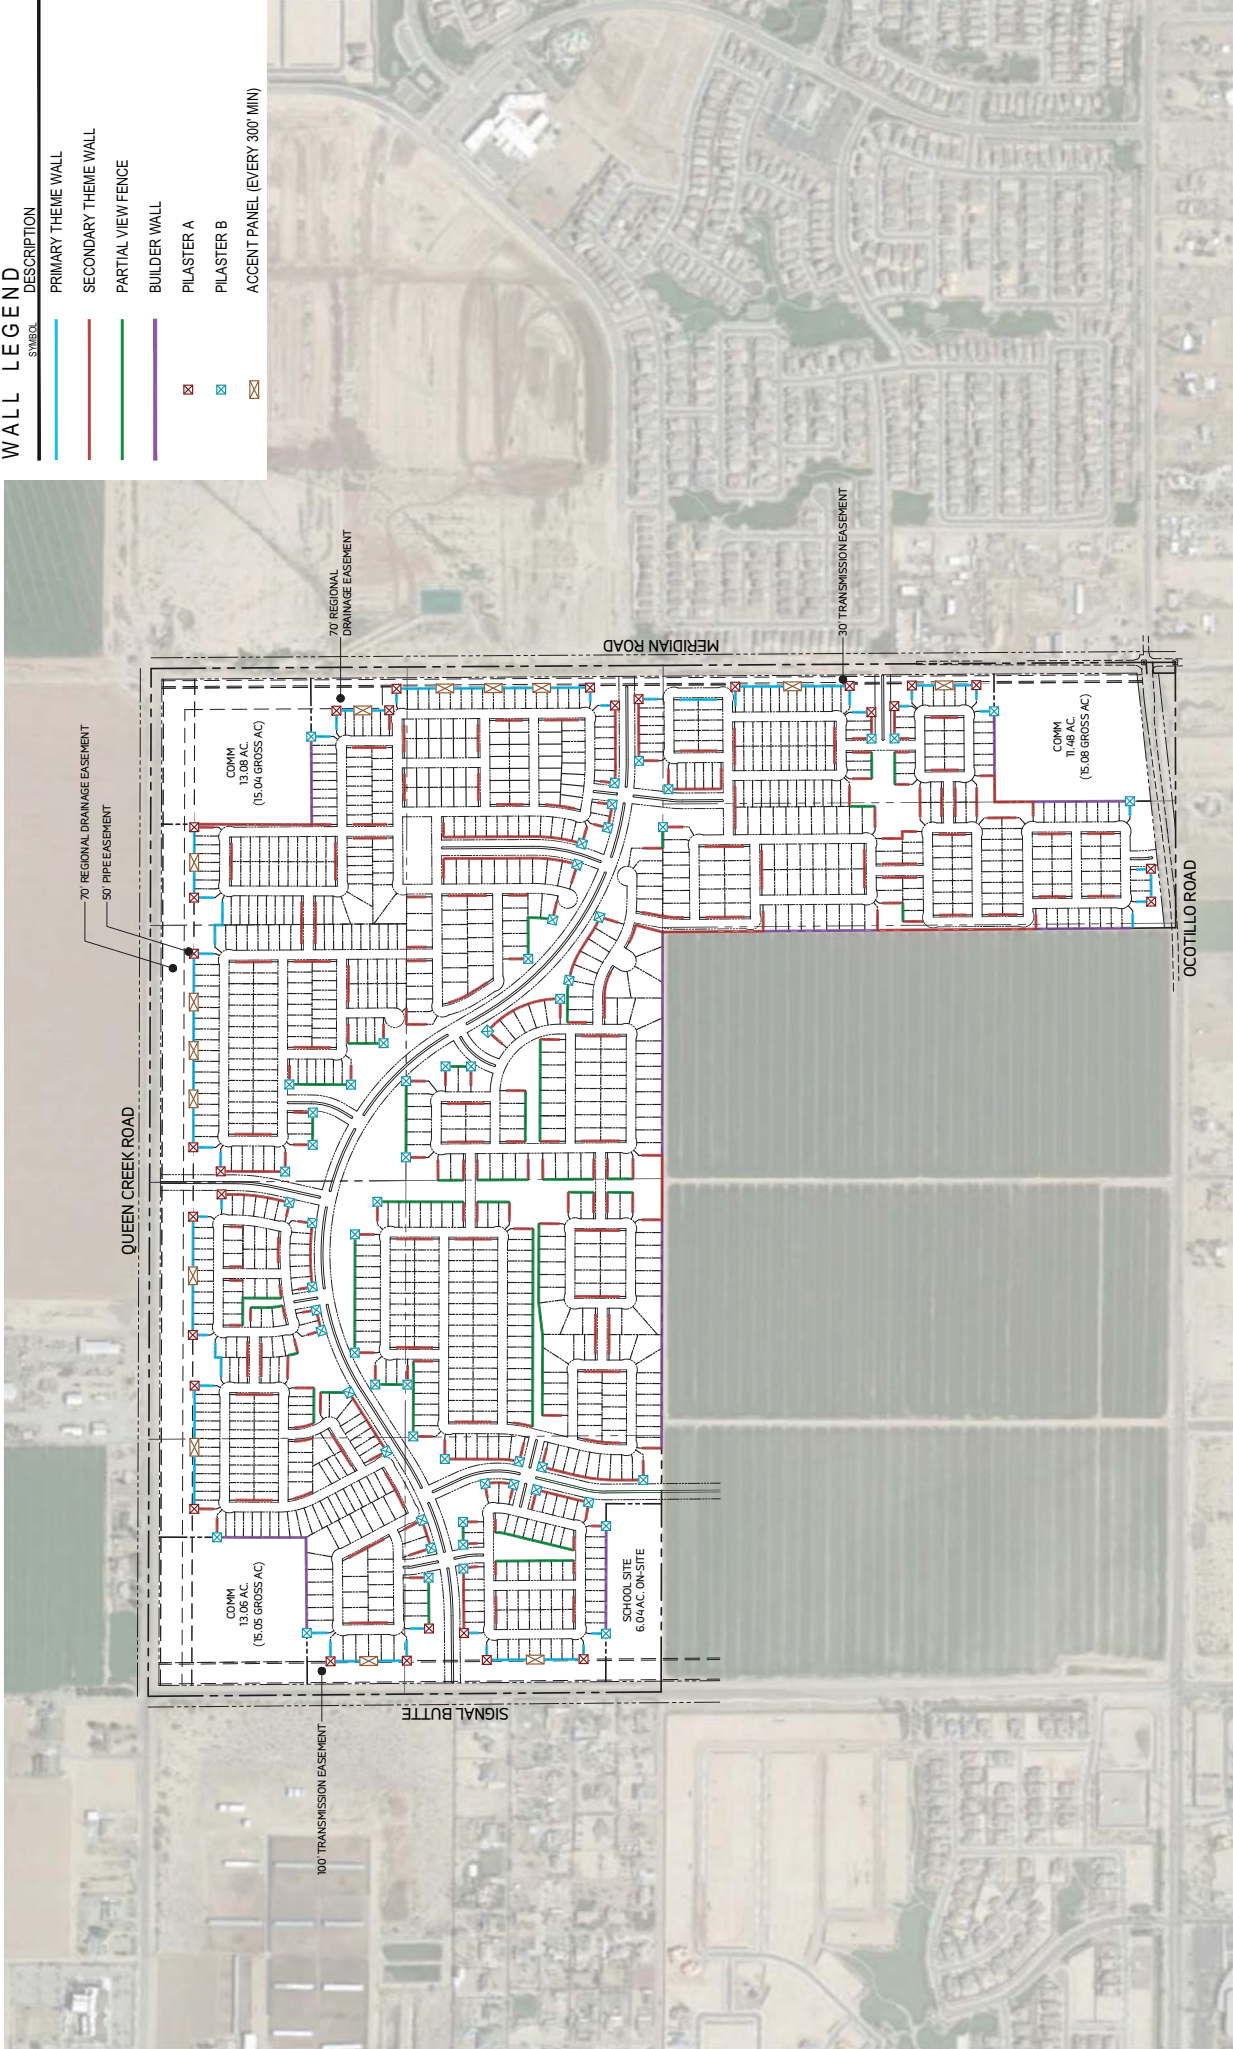 WALL LEGEND
SYMBOL
DESCRIPTION
PRIMARY THEME WALL
SECONDARY THEME WALL
PARTIAL VIEW FENCE
BUILDER WALL
PILASTER A
PILASTER B
ACCENT PANEL (EVERY 300' MIN)
70' REGIONAL DRAINAGE EASEMENT
50' PIPE EASEMENT
70' REGIONAL
DRAINAGE EASEMENT
30' TRANSMISSION EASEMENT
MERIDIAN ROAD
COMM
13.08 AC.
(15.04 GROSS AC)
COMM
11.48 AC.
(15.08 GROSS AC)
OCOTILLO ROAD
QUEEN CREEK ROAD
COMM
13.06 AC.
(15.05 GROSS AC)
SCHOOL SITE
6.04 AC. ON-SITE
SIGNAL BUTTE
100' TRANSMISSION EASEMENT